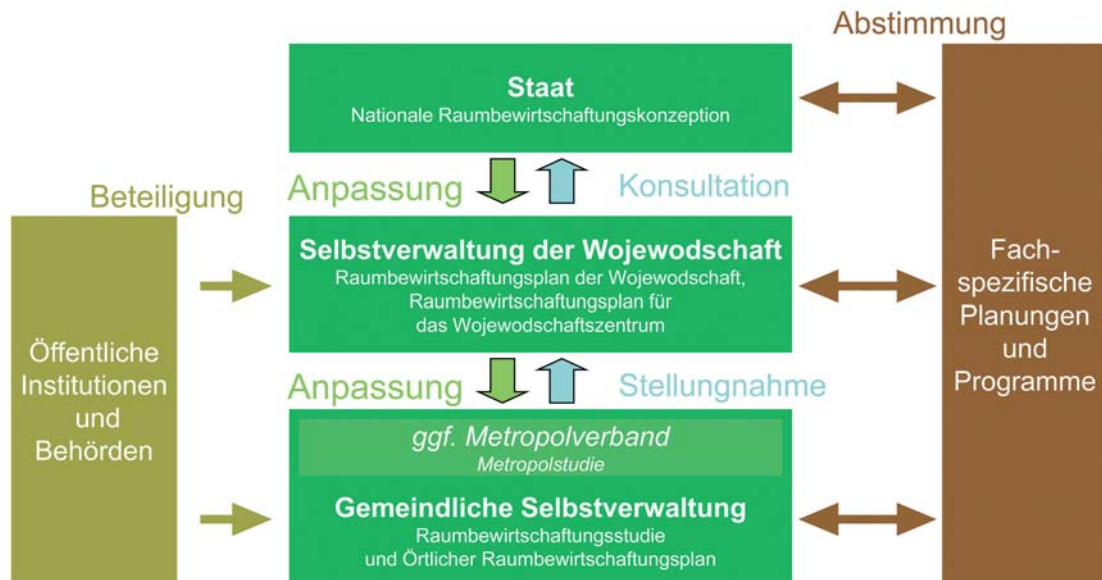 Abstimmung
Staat
Nationale Raumbewirtschaftungskonzeption
Anpassung
Konsultation
Beteiligung
Selbstverwaltung der Wojewodschaft
Raumbewirtschaftungsplan der Wojewodschaft,
Raumbewirtschaftungsplan für
das Wojewodschaftszentrum
Fach-
spezifische
Planungen
und
Programme
Öffentliche
Institutionen
und
Behörden
Anpassung
Stellungnahme
ggf. Metropolverband
Metropolstudie
Gemeindliche Selbstverwaltung
Raumbewirtschaftungsstudie
und Örtlicher Raumbewirtschaftungsplan